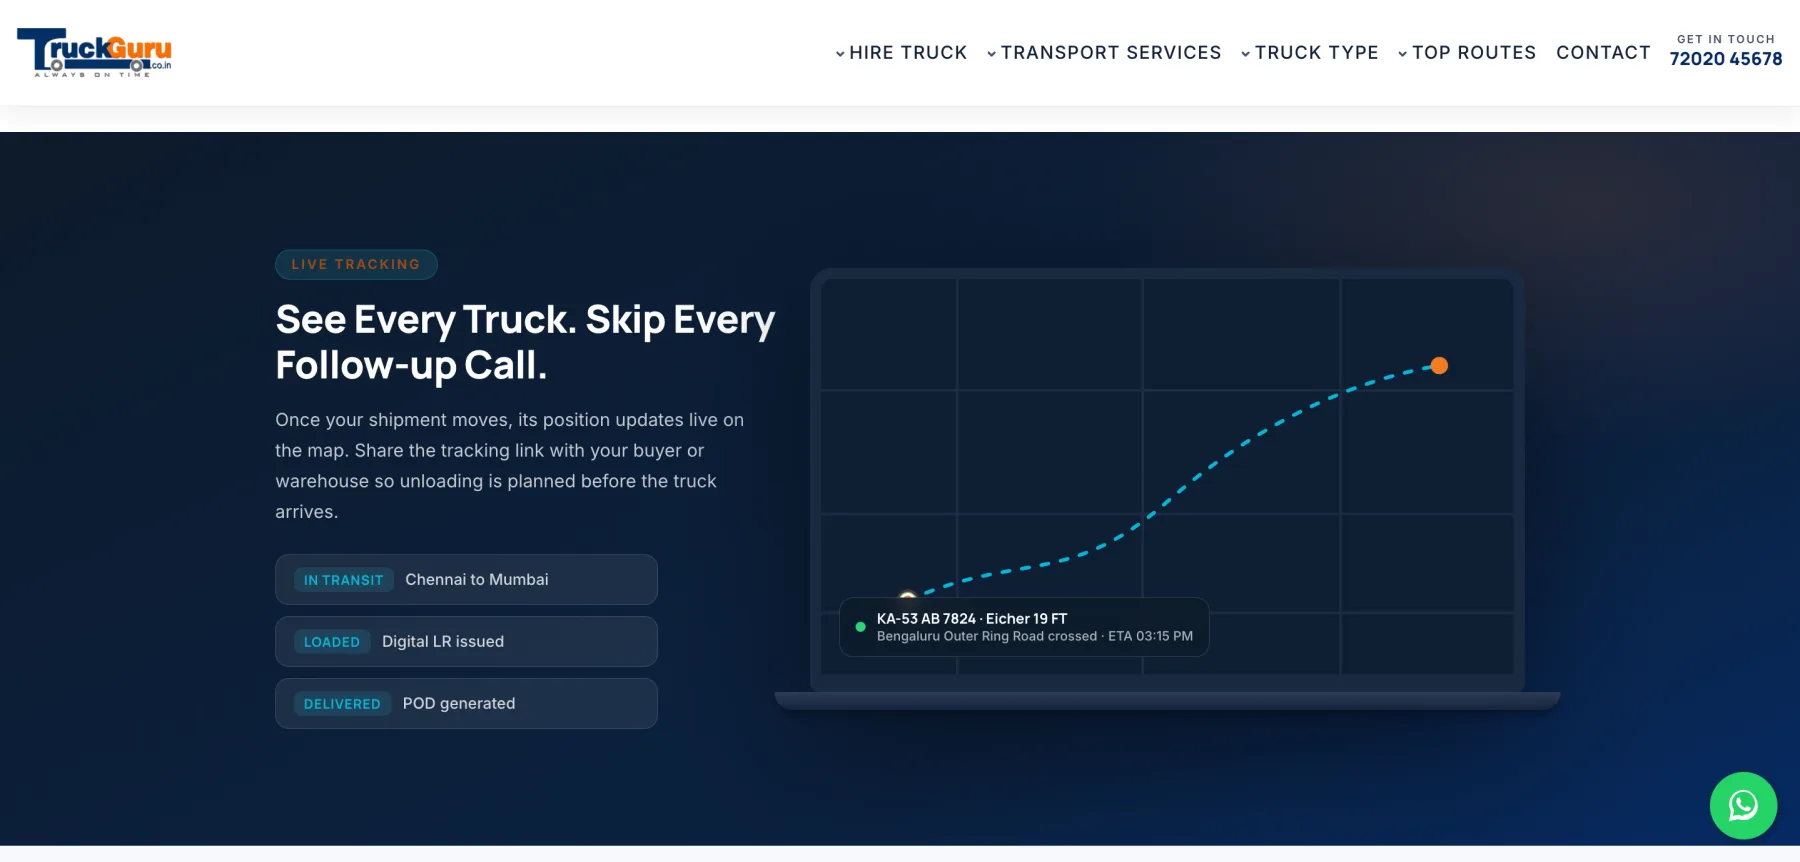 TruckGuru
.co.in
ALWAYS ON TIME
HIRE TRUCK
TRANSPORT SERVICES
TRUCK TYPE
TOP ROUTES
CONTACT
GET IN TOUCH
72020 45678
LIVE TRACKING
See Every Truck. Skip Every
Follow-up Call.
Once your shipment moves, its position updates live on
the map. Share the tracking link with your buyer or
warehouse so unloading is planned before the truck
arrives.
IN TRANSIT Chennai to Mumbai
LOADED Digital LR issued
DELIVERED POD generated
KA-53 AB 7824 · Eicher 19 FT
Bengaluru Outer Ring Road crossed · ETA 03:15 PM